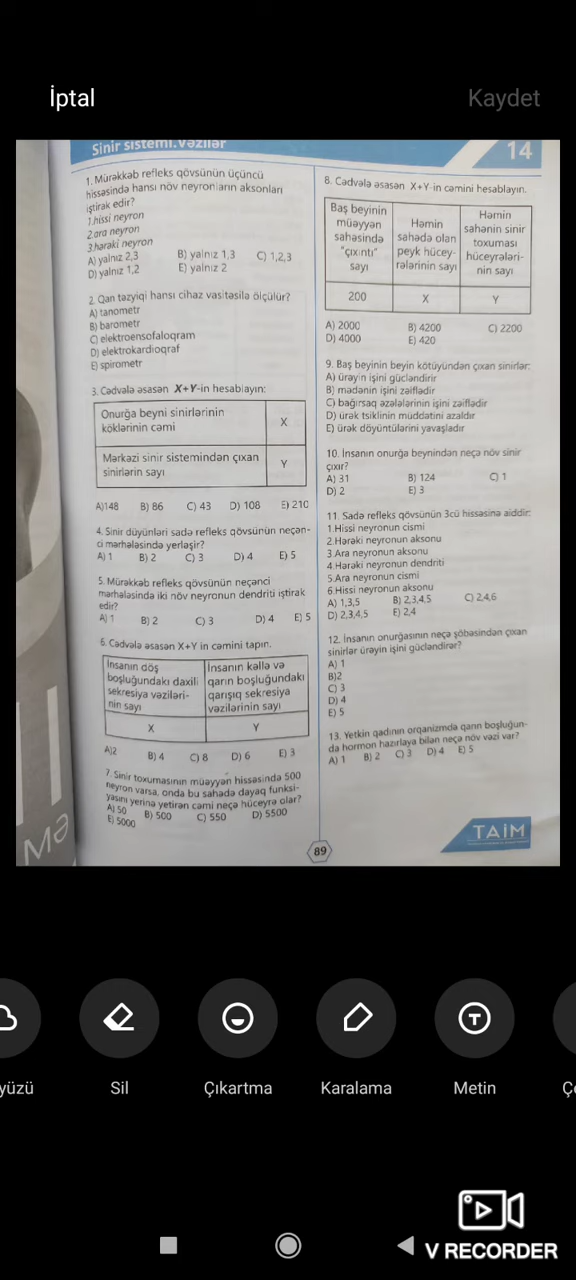 İptal
Kaydet
Sinir sistemi.Vəzilər
14
1. Mürəkkəb refleks qövsünün üçüncü
hissəsində hansı növ neyronların aksonları
iştirak edir?
1.hissi neyron
2.ara neyron
3.hərəki neyron
A) yalnız 2,3 B) yalnız 1,3 C) 1,2,3
D) yalnız 1,2 E) yalnız 2
2. Qan təzyiqi hansı cihaz vasitəsilə ölçülür?
A) tanometr
B) barometr
C) elektroensofaloqram
D) elektrokardioqraf
E) spirometr
3. Cədvələ əsasən X+Y-in hesablayın:
Onurğa beyni sinirlərinin
köklərinin cəmi
X
Mərkəzi sinir sistemindən çıxan
sinirlərin sayı
Y
A)148 B) 86 C) 43 D) 108 E) 210
4. Sinir düyünləri sadə refleks qövsünün neçən-
ci mərhələsində yerləşir?
A) 1 B) 2 C) 3 D) 4 E) 5
5. Mürəkkəb refleks qövsünün neçənci
mərhələsində iki növ neyronun dendriti iştirak
edir?
A) 1 B) 2 C) 3 D) 4 E) 5
6. Cədvələ əsasən X+Y in cəmini tapın.
İnsanın döş
boşluğundakı daxili
sekresiya vəziləri-
nin sayı
İnsanın kəllə və
qarın boşluğundakı
qarışıq sekresiya
vəzilərinin sayı
X
Y
A)2 B) 4 C) 8 D) 6 E) 3
7. Sinir toxumasının müəyyən hissəsində 500
neyron varsa, onda bu sahədə dayaq funksi-
yasını yerinə yetirən cəmi neçə hüceyrə olar?
A) 50 B) 500 C) 550 D) 5500
E) 5000
8. Cədvələ əsasən X+Y-in cəmini hesablayın.
Baş beyinin
müəyyən
sahəsində
"çıxıntı"
sayı
Həmin
sahədə olan
peyk hücey-
rələrinin sayı
Həmin
sahənin sinir
toxuması
hüceyrələri-
nin sayı
200
X
Y
A) 2000 B) 4200 C) 2200
D) 4000 E) 420
9. Baş beyinin beyin kötüyündən çıxan sinirlər:
A) ürəyin işini gücləndirir
B) mədənin işini zəiflədir
C) bağırsaq əzələlərinin işini zəiflədir
D) ürək tsiklinin müddətini azaldır
E) ürək döyüntülərini yavaşladır
10. İnsanın onurğa beynindən neçə növ sinir
çıxır?
A) 31 B) 124 C) 1
D) 2 E) 3
11. Sadə refleks qövsünün 3cü hissəsinə aiddir:
1.Hissi neyronun cismi
2.Hərəki neyronun aksonu
3.Ara neyronun aksonu
4.Hərəki neyronun dendriti
5.Ara neyronun cismi
6.Hissi neyronun aksonu
A) 1,3,5 B) 2,3,4,5 C) 2,4,6
D) 2,3,4,5 E) 2,4
12. İnsanın onurğasının neçə şöbəsindən çıxan
sinirlər ürəyin işini gücləndirər?
A) 1
B)2
C) 3
D) 4
E) 5
13. Yetkin qadının orqanizmdə qarın boşluğun-
da hormon hazırlaya bilən neçə növ vəzi var?
A) 1 B) 2 C) 3 D) 4 E) 5
TAİM
89
Mə
yüzü
Sil
Çıkartma
Karalama
Metin
Çe
V RECORDER